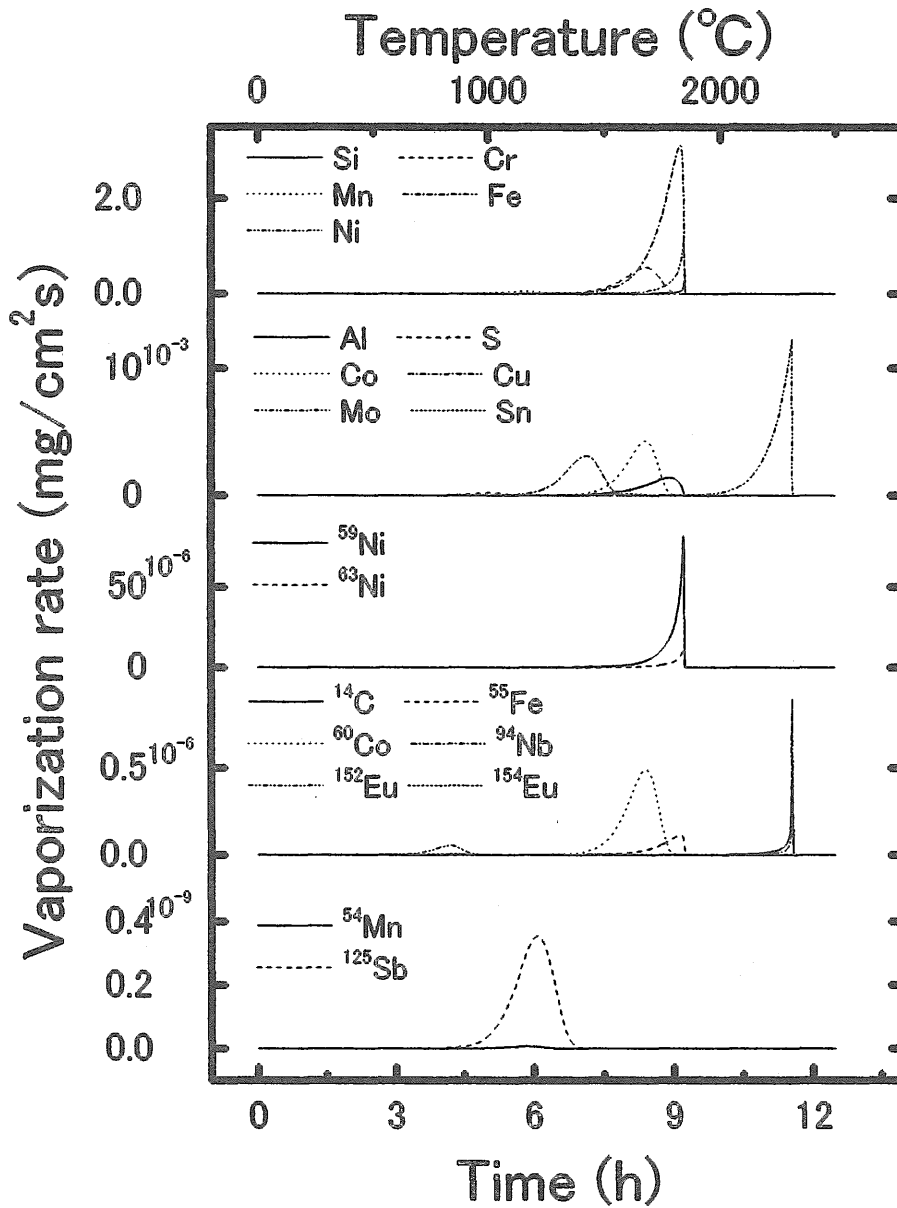 Temperature (°C)
0 1000 2000
Si Cr
Mn Fe
Ni
2.0
0.0
Al S
Co Cu
Mo Sn
10^10-3
0
59Ni
63Ni
50^10-6
0
14C 55Fe
60Co 94Nb
152Eu 154Eu
0.5^10-6
0.0
54Mn
125Sb
0.4^10-9
0.2
0.0
Vaporization rate (mg/cm²s)
0 3 6 9 12
Time (h)